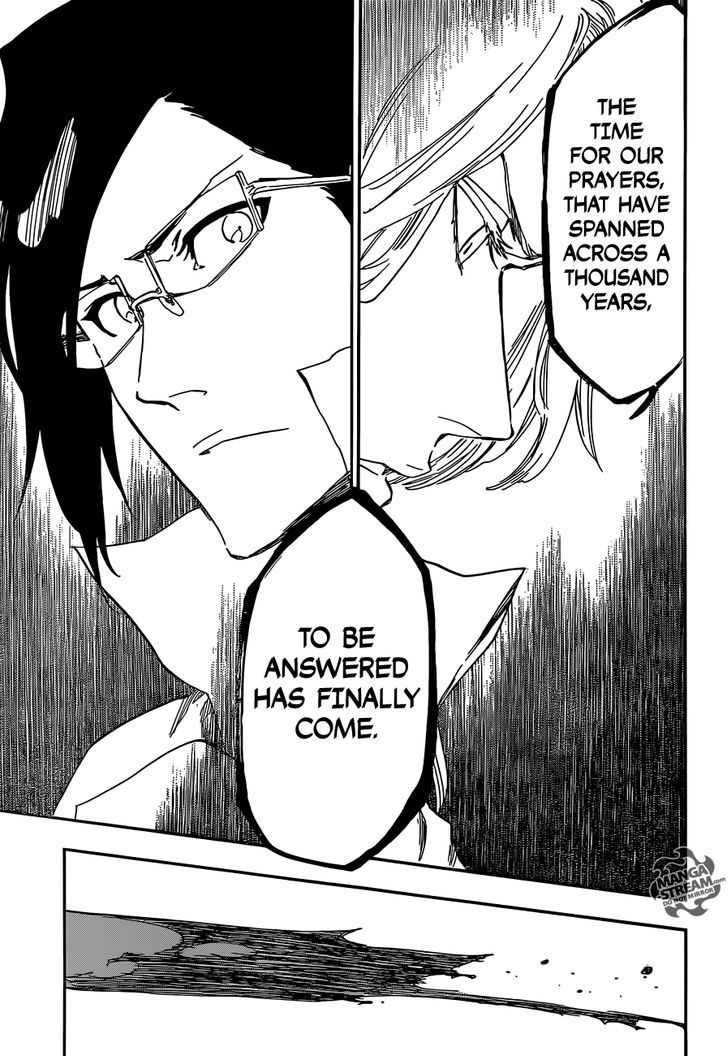 THE
TIME
FOR OUR
PRAYERS,
THAT HAVE
SPANNED
ACROSS A
THOUSAND
YEARS,
TO BE
ANSWERED
HAS FINALLY
COME.
MANGA
STREAM.com
DO NOT MIRROR